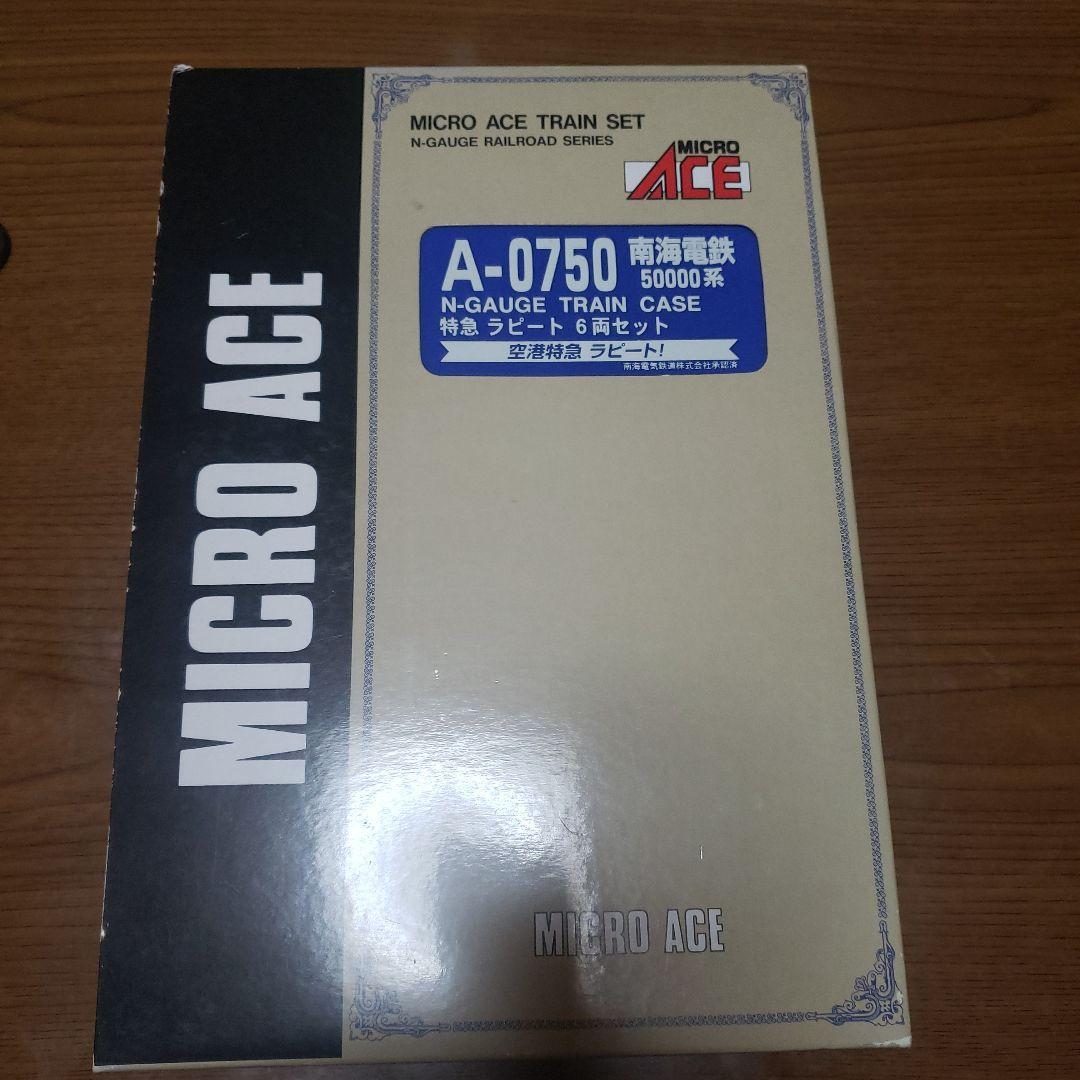 MICRO ACE
MICRO ACE TRAIN SET
N-GAUGE RAILROAD SERIES
MICRO
ACE
A-0750 南海電鉄
50000系
N-GAUGE TRAIN CASE
特急 ラピート 6両セット
空港特急 ラピート!
南海電気鉄道株式会社承認済
MICRO ACE